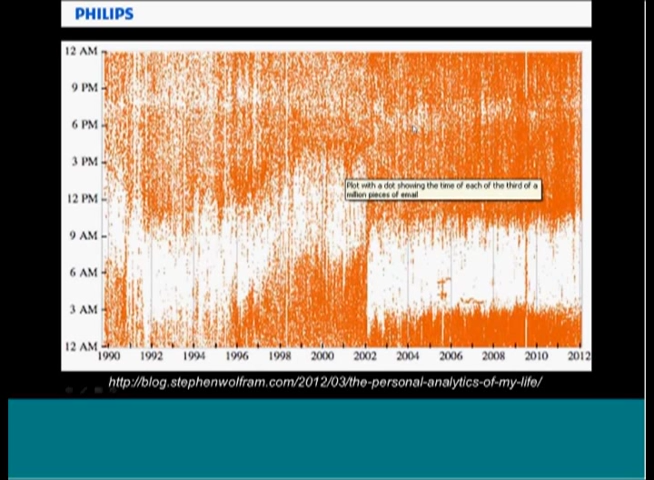 PHILIPS
12 AM
9 PM
6 PM
3 PM
12 PM
9 AM
6 AM
3 AM
12 AM
1990 1992 1994 1996 1998 2000 2002 2004 2006 2008 2010 2012
Plot with a dot showing the time of each of the third of a
million pieces of email
http://blog.stephenwolfram.com/2012/03/the-personal-analytics-of-my-life/